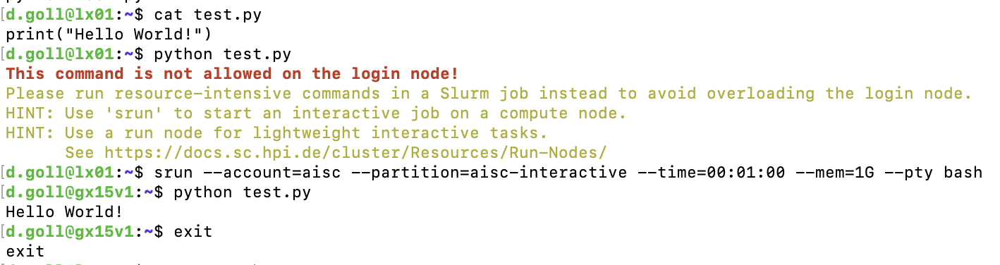 [d.goll@lx01:~$ cat test.py
print("Hello World!")
[d.goll@lx01:~$ python test.py
This command is not allowed on the login node!
Please run resource-intensive commands in a Slurm job instead to avoid overloading the login node.
HINT: Use 'srun' to start an interactive job on a compute node.
HINT: Use a run node for lightweight interactive tasks.
      See https://docs.sc.hpi.de/cluster/Resources/Run-Nodes/
[d.goll@lx01:~$ srun --account=aisc --partition=aisc-interactive --time=00:01:00 --mem=1G --pty bash
[d.goll@gx15v1:~$ python test.py
Hello World!
[d.goll@gx15v1:~$ exit
exit